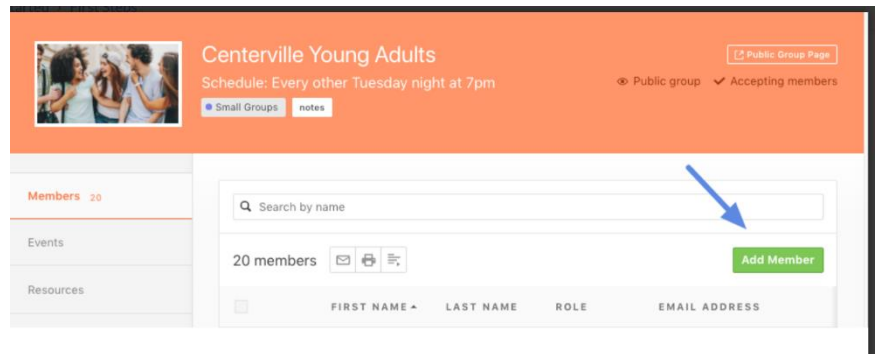 Centerville Young Adults
Public Group Page
Schedule: Every other Tuesday night at 7pm
Public group Accepting members
Small Groups notes
Members 20
Search by name
Events
20 members
Add Member
Resources
FIRST NAME LAST NAME ROLE EMAIL ADDRESS